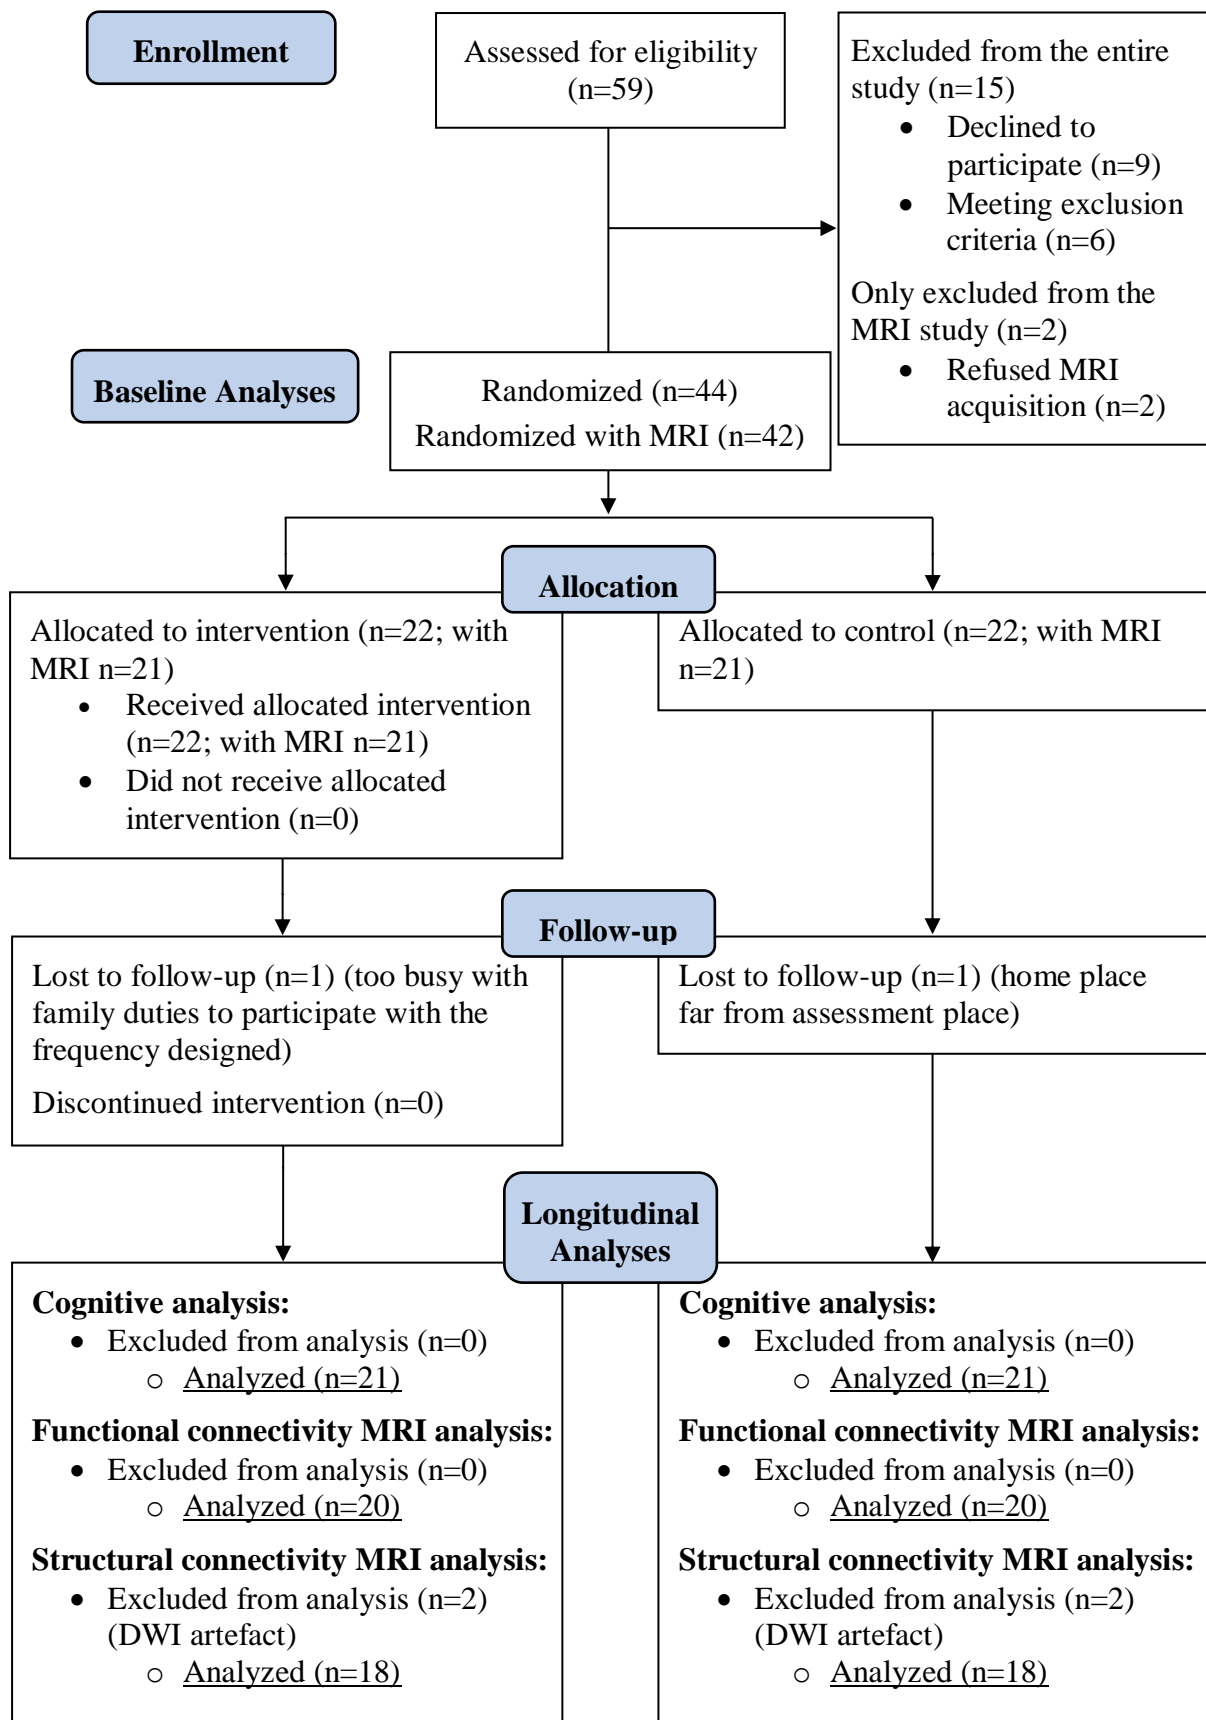 Enrollment
Assessed for eligibility
(n=59)
Excluded from the entire
study (n=15)
• Declined to
participate (n=9)
• Meeting exclusion
criteria (n=6)
Only excluded from the
MRI study (n=2)
• Refused MRI
acquisition (n=2)
Baseline Analyses
Randomized (n=44)
Randomized with MRI (n=42)
Allocation
Allocated to intervention (n=22; with
MRI n=21)
• Received allocated intervention
(n=22; with MRI n=21)
• Did not receive allocated
intervention (n=0)
Allocated to control (n=22; with MRI
n=21)
Follow-up
Lost to follow-up (n=1) (too busy with
family duties to participate with the
frequency designed)
Discontinued intervention (n=0)
Lost to follow-up (n=1) (home place
far from assessment place)
Longitudinal
Analyses
Cognitive analysis:
• Excluded from analysis (n=0)
o Analyzed (n=21)
Functional connectivity MRI analysis:
• Excluded from analysis (n=0)
o Analyzed (n=20)
Structural connectivity MRI analysis:
• Excluded from analysis (n=2)
(DWI artefact)
o Analyzed (n=18)
Cognitive analysis:
• Excluded from analysis (n=0)
o Analyzed (n=21)
Functional connectivity MRI analysis:
• Excluded from analysis (n=0)
o Analyzed (n=20)
Structural connectivity MRI analysis:
• Excluded from analysis (n=2)
(DWI artefact)
o Analyzed (n=18)